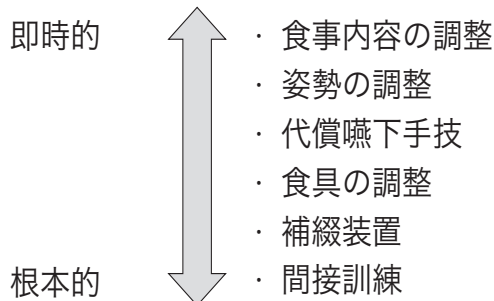 即時的
・ 食事内容の調整
・ 姿勢の調整
・ 代償嚥下手技
・ 食具の調整
・ 補綴装置
根本的
・ 間接訓練